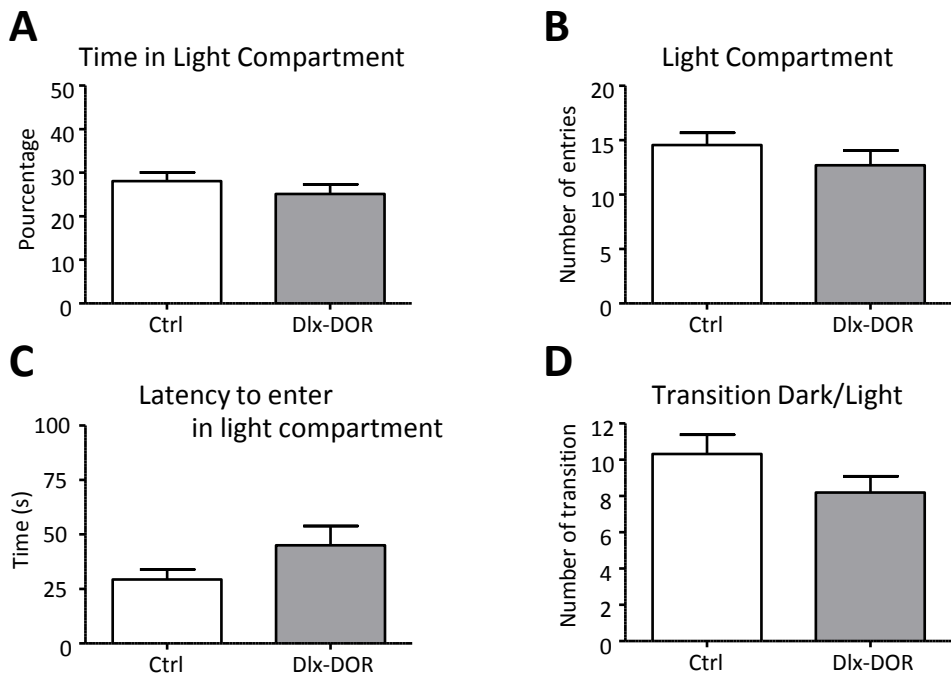 A
Time in Light Compartment
Pourcentage
50
40
30
20
10
0
Ctrl
Dlx-DOR
B
Light Compartment
Number of entries
20
15
10
5
0
Ctrl
Dlx-DOR
C
Latency to enter
in light compartment
Time (s)
100
75
50
25
0
Ctrl
Dlx-DOR
D
Transition Dark/Light
Number of transition
12
10
8
6
4
2
0
Ctrl
Dlx-DOR